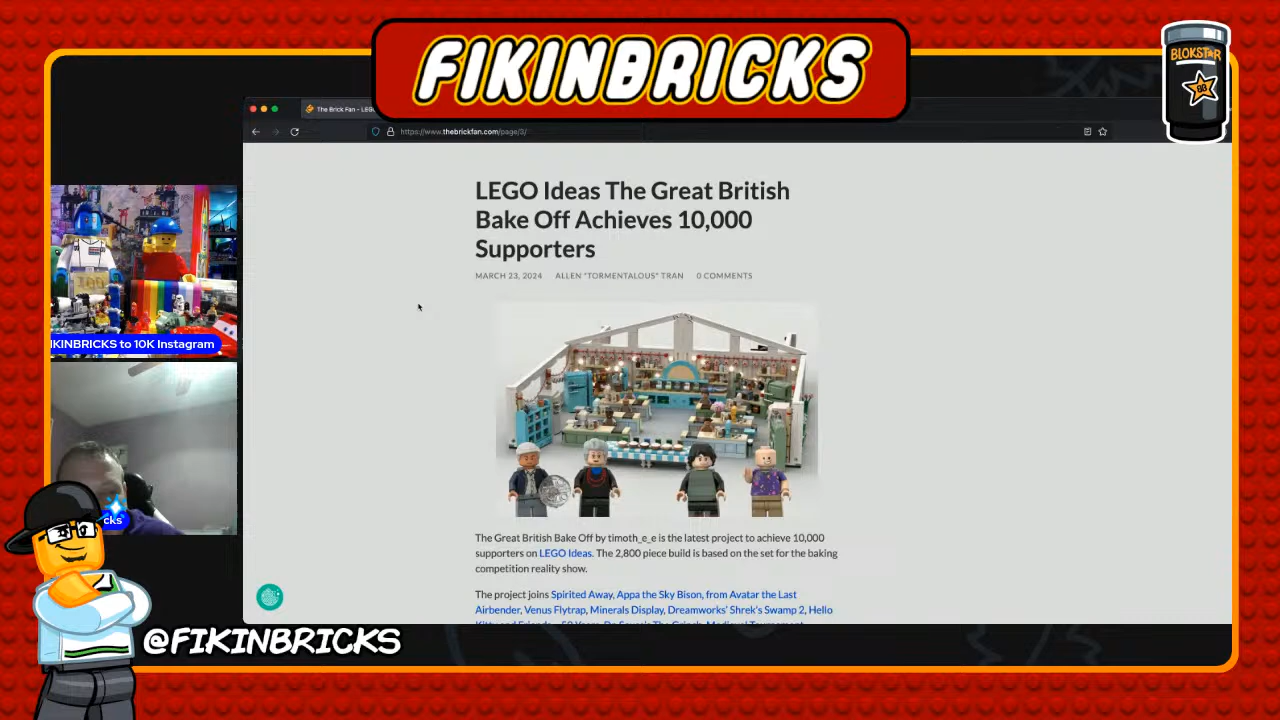 FIKINBRICKS
BLOKSTAR
The Brick Fan - LEG
https://www.thebrickfan.com/page/3/
LEGO Ideas The Great British
Bake Off Achieves 10,000
Supporters
MARCH 23, 2024 ALLEN "TORMENTALOUS" TRAN 0 COMMENTS
IKINBRICKS to 10K Instagram
cks
The Great British Bake Off by timoth_e_e is the latest project to achieve 10,000
supporters on LEGO Ideas. The 2,800 piece build is based on the set for the baking
competition reality show.
The project joins Spirited Away, Appa the Sky Bison, from Avatar the Last
Airbender, Venus Flytrap, Minerals Display, Dreamworks' Shrek's Swamp 2, Hello
@FIKINBRICKS